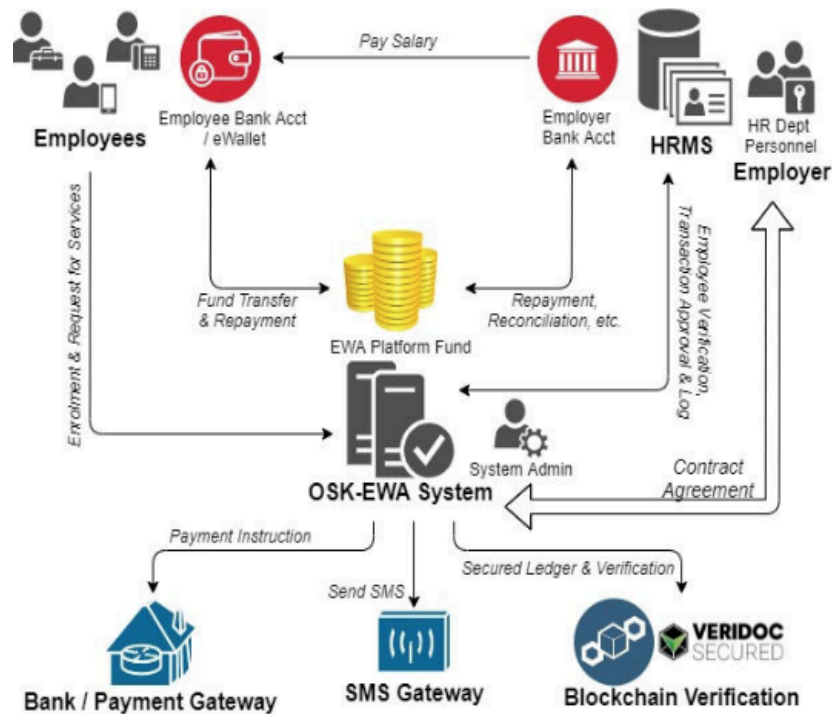 Pay Salary
Employees
Employee Bank Acct
/ eWallet
Employer
Bank Acct
HRMS
HR Dept
Personnel
Employer
Enrolment & Request for Services
Fund Transfer
& Repayment
Repayment,
Reconciliation, etc.
Employee Verification,
Transaction Approval & Log
EWA Platform Fund
System Admin
OSK-EWA System
Contract
Agreement
Payment Instruction
Send SMS
Secured Ledger & Verification
VERIDOC
SECURED
Bank / Payment Gateway
SMS Gateway
Blockchain Verification